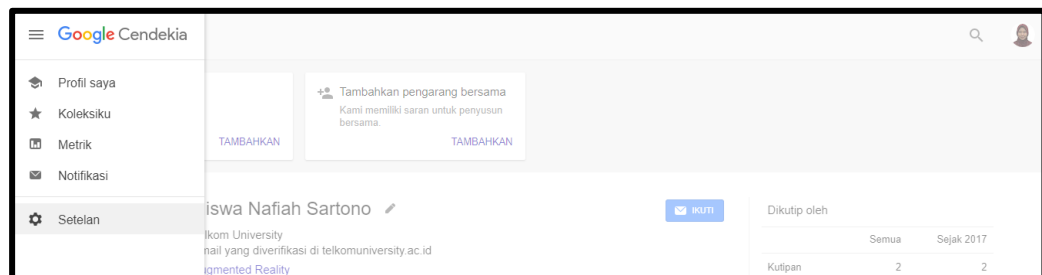 Google Cendekia
Profil saya
Koleksiku
Metrik
Notifikasi
Setelan
TAMBAHKAN
Tambahkan pengarang bersama
Kami memiliki saran untuk penyusun
bersama.
TAMBAHKAN
iswa Nafiah Sartono
IKUTI
lkom University
mail yang diverifikasi di telkomuniversity.ac.id
ugmented Reality
Dikutip oleh
Semua Sejak 2017
Kutipan 2 2